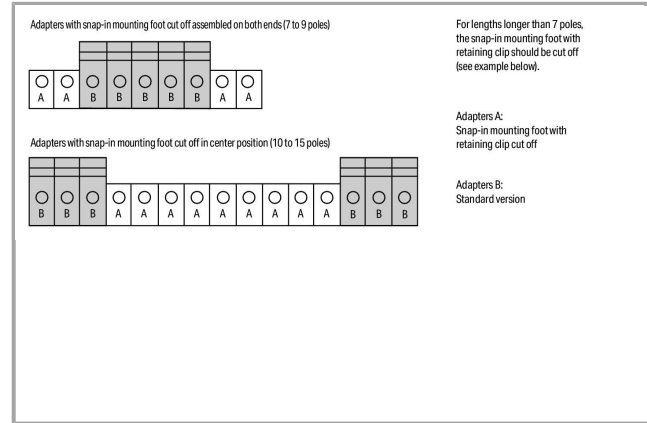 Adapters with snap-in mounting foot cut off assembled on both ends (7 to 9 poles)
A A B B B B B A A
Adapters with snap-in mounting foot cut off in center position (10 to 15 poles)
B B B A A A A A A A A A B B B
For lengths longer than 7 poles,
the snap-in mounting foot with
retaining clip should be cut off
(see example below).
Adapters A:
Snap-in mounting foot with
retaining clip cut off
Adapters B:
Standard version